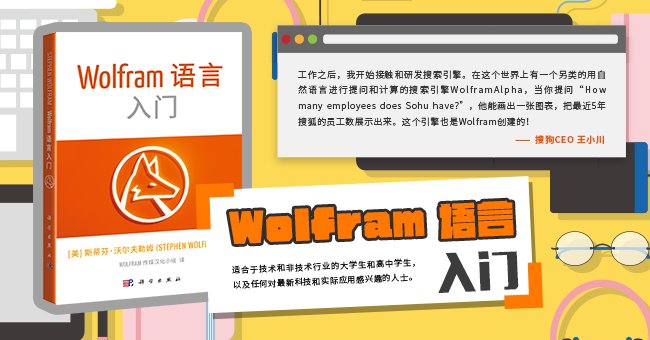 Wolfram 语言
入门
STEPHEN WOLFRAM
Wolfram 语言入门
科学出版社
[美] 斯蒂芬·沃尔夫勒姆 (STEPHEN WOLF
WOLFRAM 传媒汉化小组 译
科学出版社
工作之后，我开始接触和研发搜索引擎。在这个世界上有一个另类的用自
然语言进行提问和计算的搜索引擎WolframAlpha，当你提问“How
many employees does Sohu have?”，他能画出一张图表，把最近5年
搜狐的员工数展示出来。这个引擎也是Wolfram创建的！
—— 搜狗CEO 王小川
Wolfram 语言
入门
适合于技术和非技术行业的大学生和高中学生，
以及任何对最新科技和实际应用感兴趣的人士。